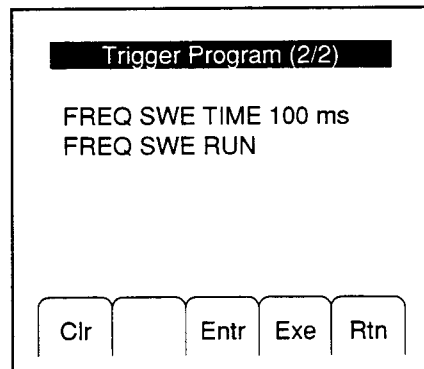 Trigger Program (2/2)
FREQ SWE TIME 100 ms
FREQ SWE RUN
Clr Entr Exe Rtn